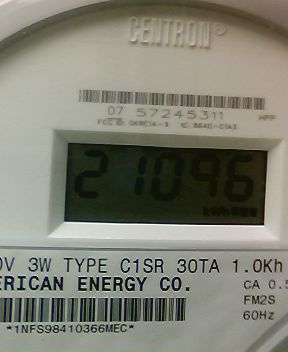 CENTRON®
07 57245311 HPP
21096
kWh
0V 3W TYPE C1SR 30TA 1.0Kh
ERICAN ENERGY CO. CA 0.5
FM2S
60Hz
*1NFS98410366MEC*